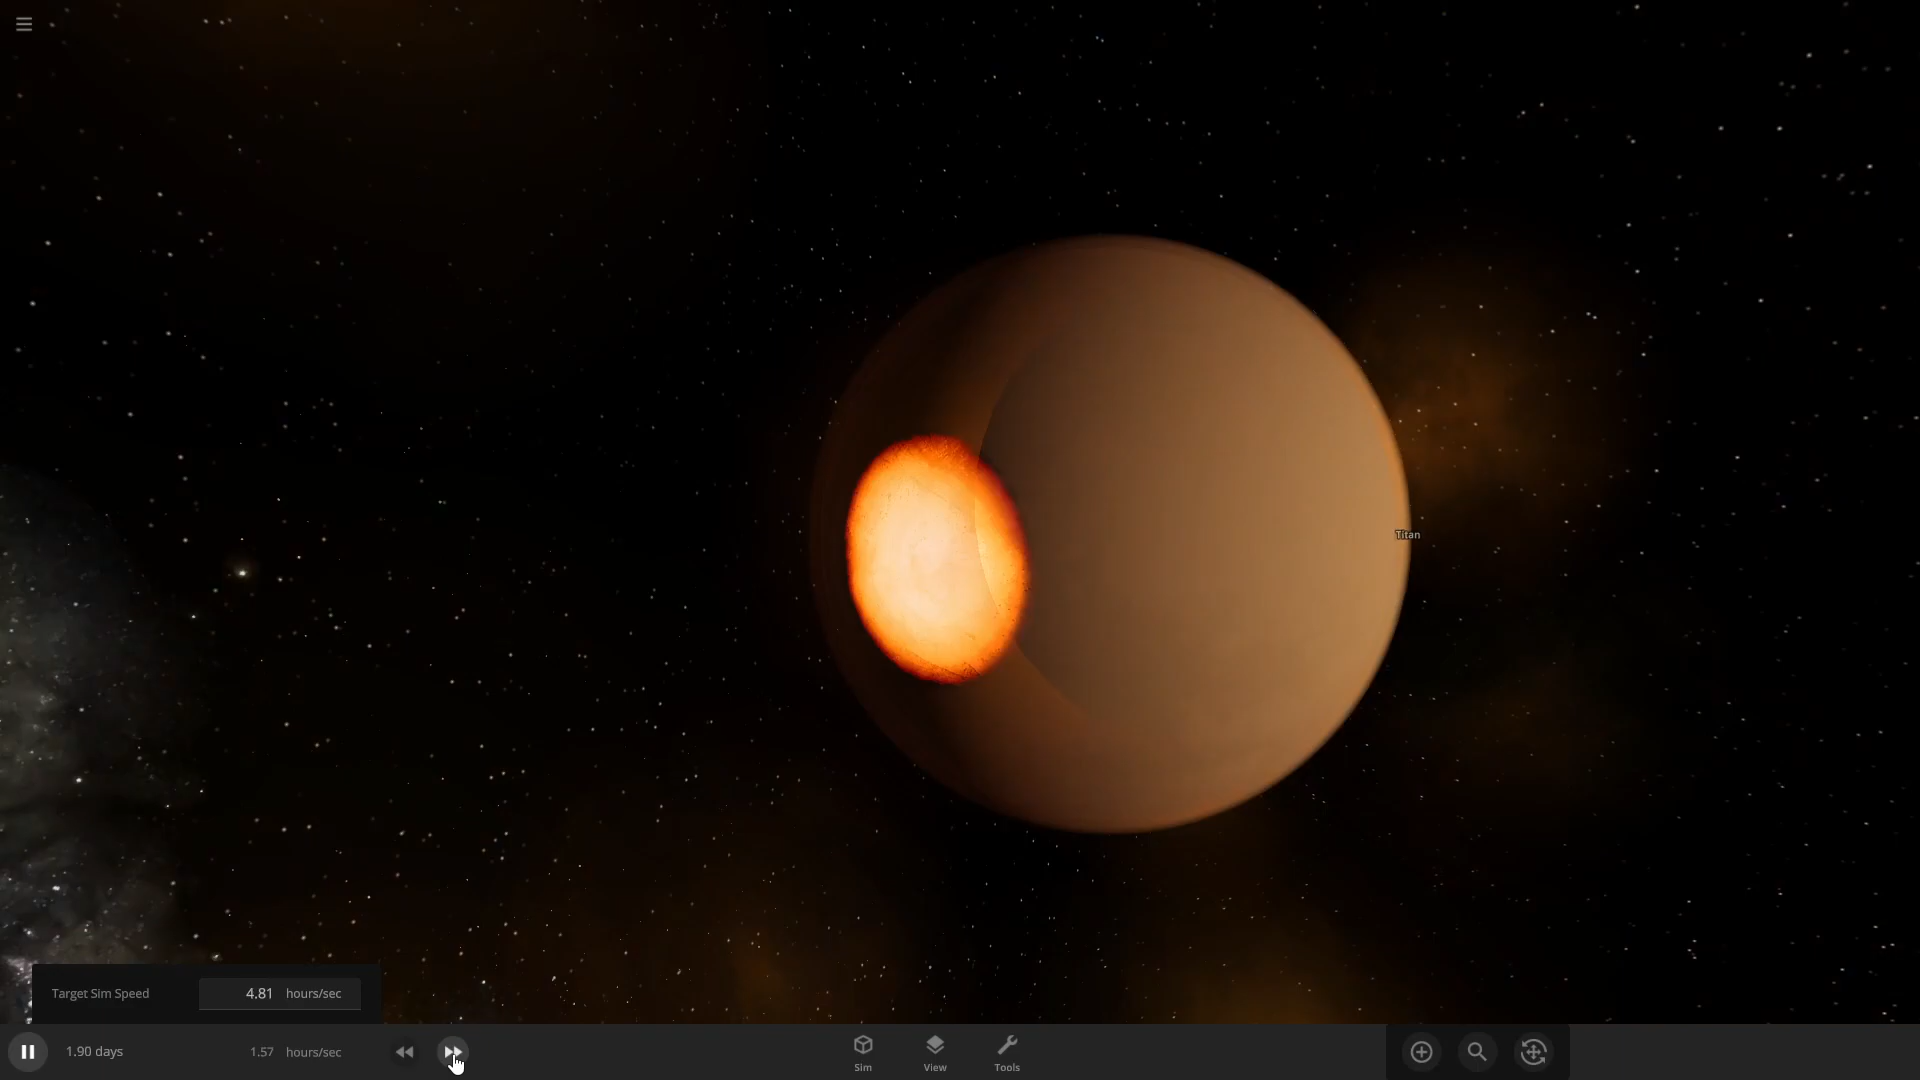 Titan
Target Sim Speed 4.81 hours/sec
1.90 days 1.57 hours/sec
Sim View Tools